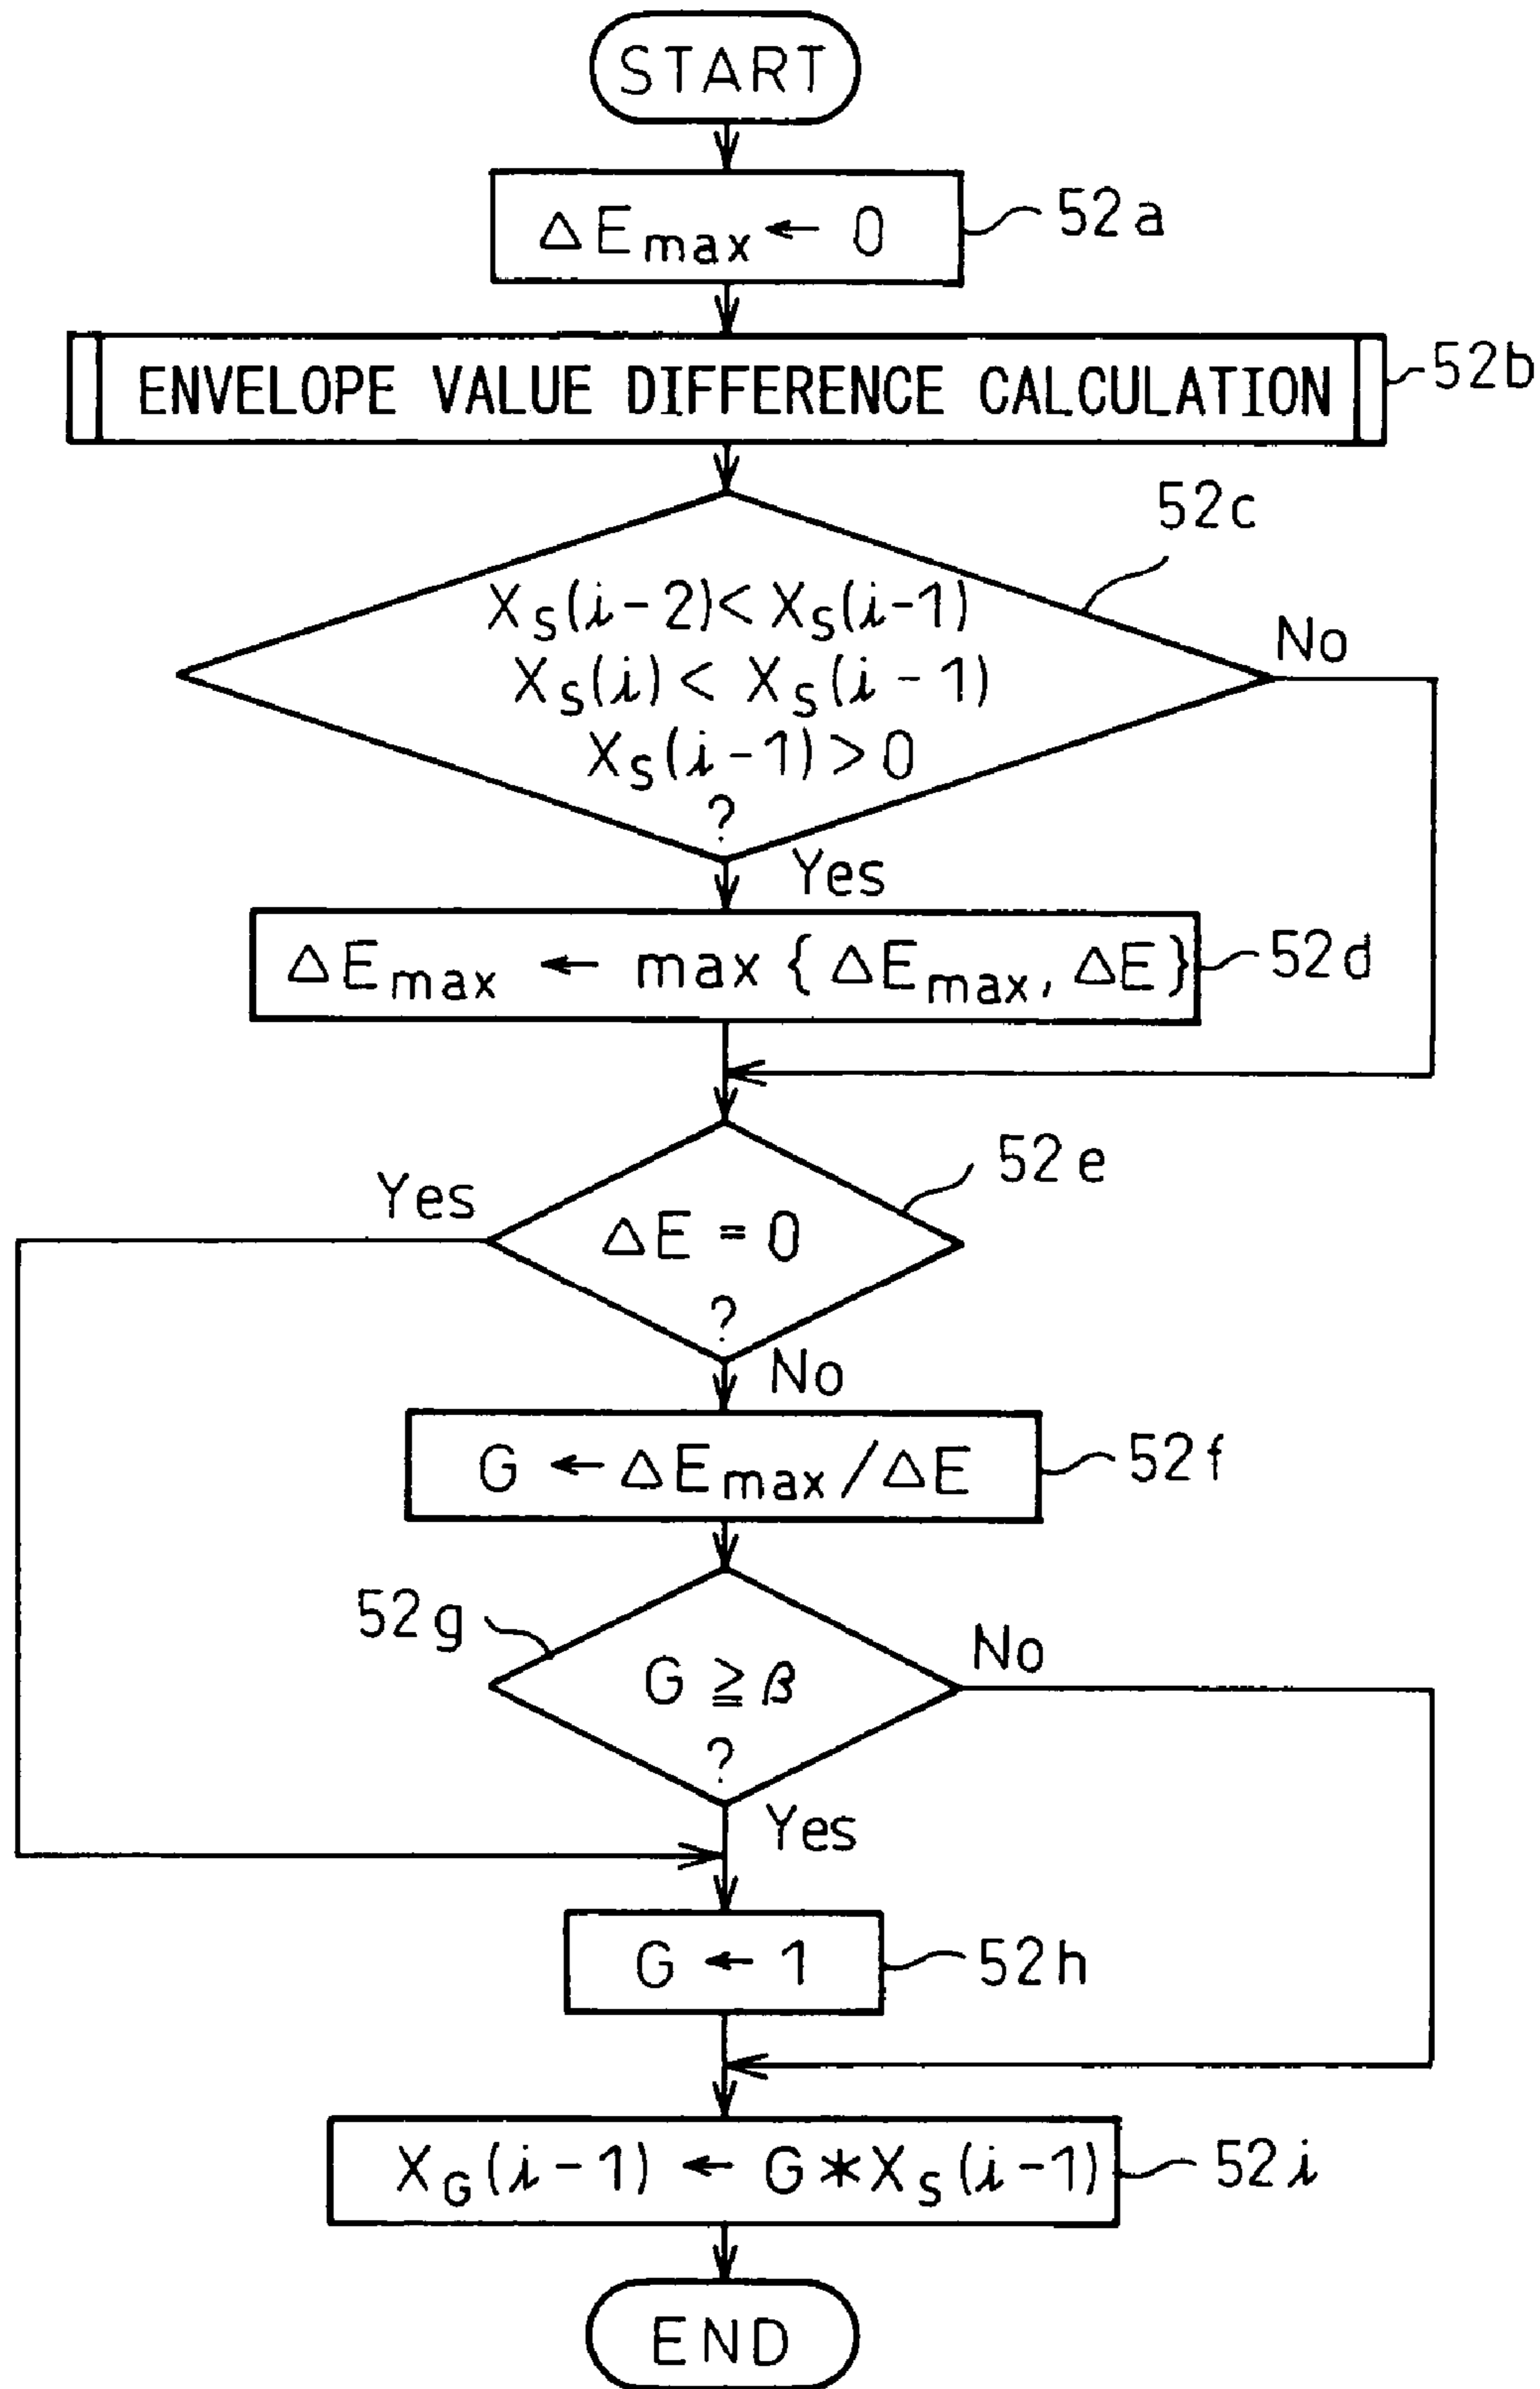 START
ΔEmax ← 0
52a
ENVELOPE VALUE DIFFERENCE CALCULATION
52b
52c
XS(i-2)<XS(i-1)
XS(i)<XS(i-1)
XS(i-1)>0
?
No
Yes
ΔEmax ← max{ΔEmax, ΔE}
52d
52e
Yes
ΔE = 0
?
No
G ← ΔEmax/ΔE
52f
52g
G ≧ β
?
No
Yes
G ← 1
52h
XG(i-1) ← G*XS(i-1)
52i
END